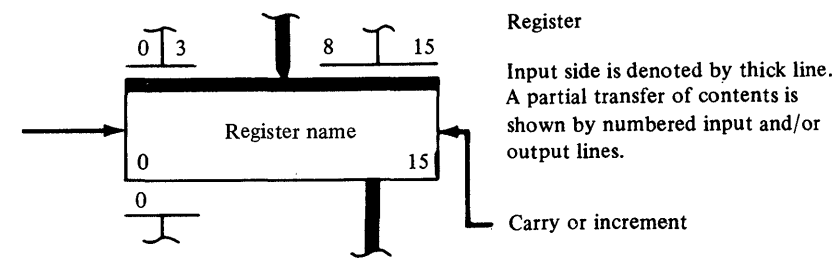 0 3
8 15
Register name
0 15
0
Register
Input side is denoted by thick line.
A partial transfer of contents is
shown by numbered input and/or
output lines.
Carry or increment